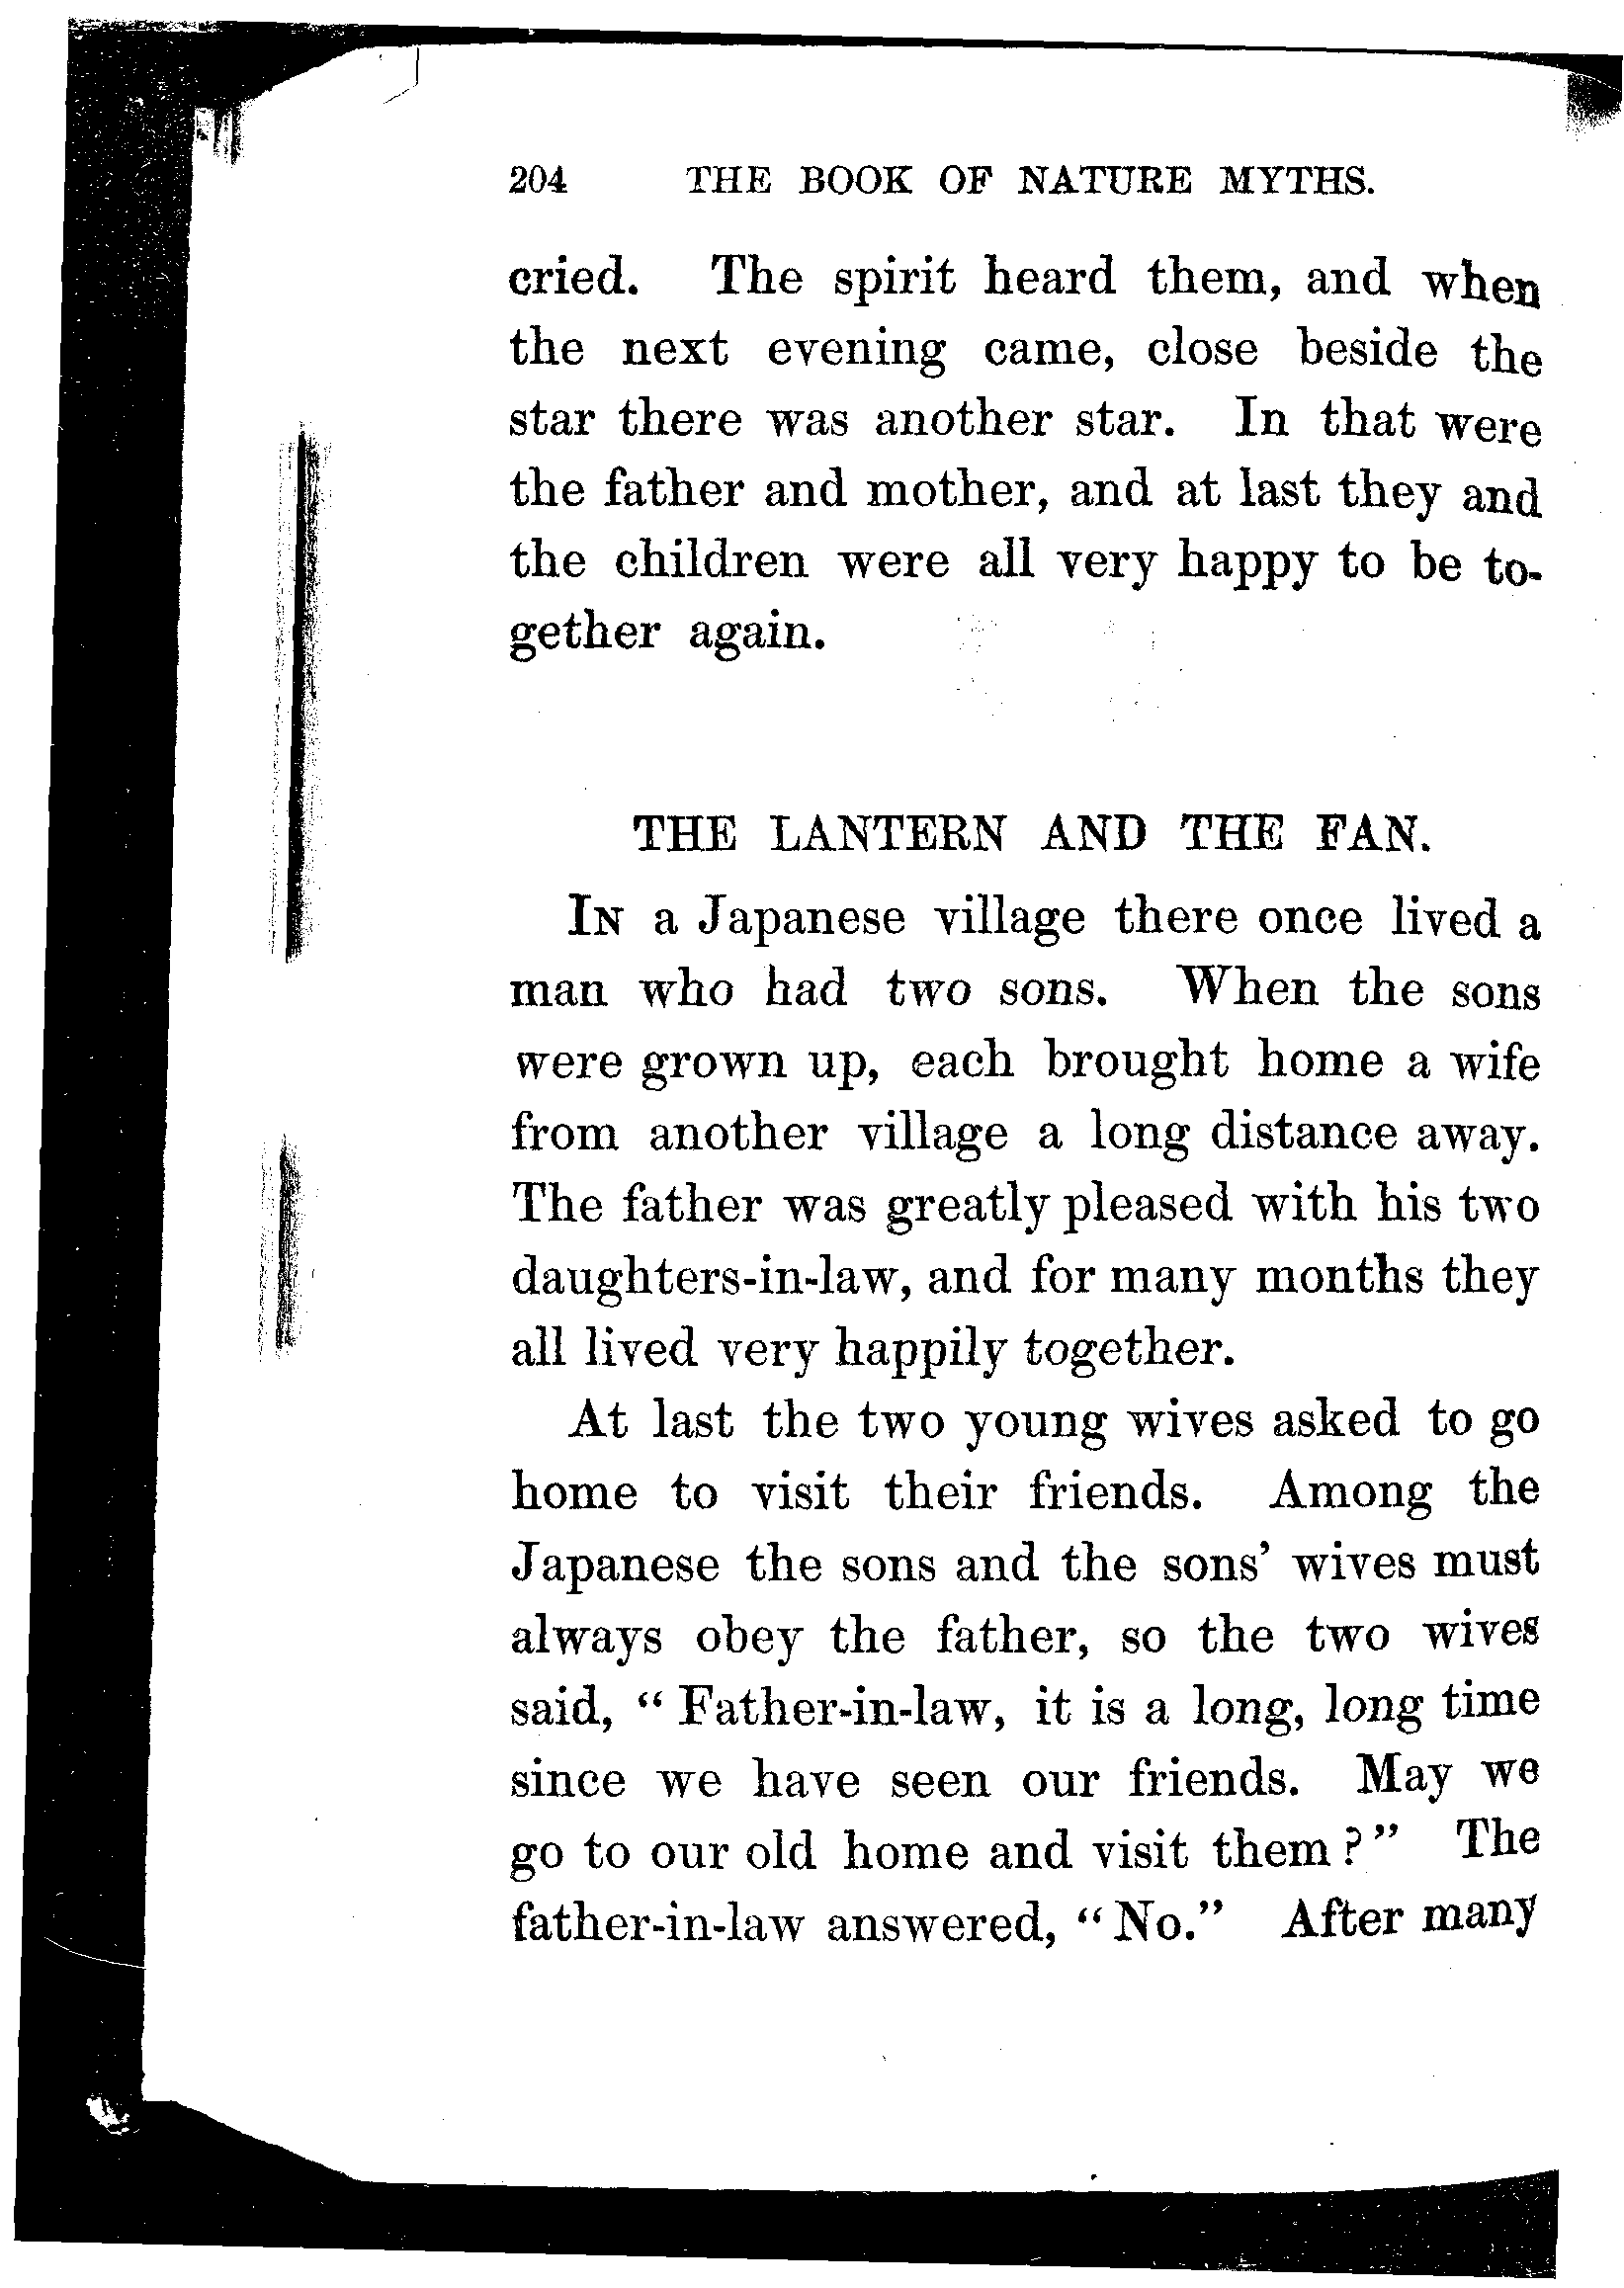 204 THE BOOK OF NATURE MYTHS.
cried. The spirit heard them, and when
the next evening came, close beside the
star there was another star. In that were
the father and mother, and at last they and
the children were all very happy to be to-
gether again.
THE LANTERN AND THE FAN.
IN a Japanese village there once lived a
man who had two sons. When the sons
were grown up, each brought home a wife
from another village a long distance away.
The father was greatly pleased with his two
daughters-in-law, and for many months they
all lived very happily together.
At last the two young wives asked to go
home to visit their friends. Among the
Japanese the sons and the sons' wives must
always obey the father, so the two wives
said, "Father-in-law, it is a long, long time
since we have seen our friends. May we
go to our old home and visit them?" The
father-in-law answered, "No." After many